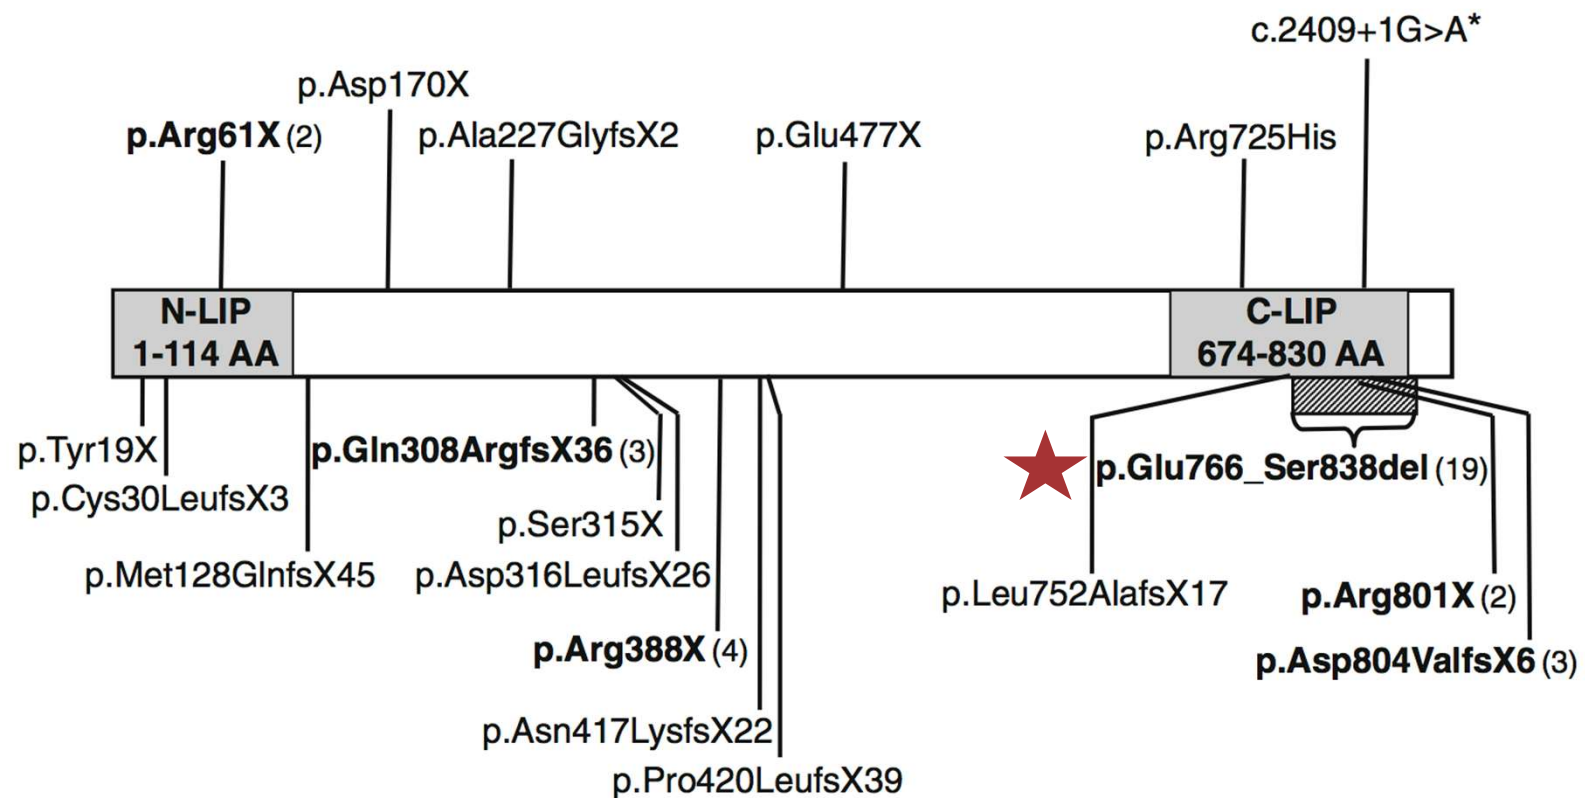 c.2409+1G>A*
p.Asp170X
p.Arg61X (2)
p.Ala227GlyfsX2
p.Glu477X
p.Arg725His
N-LIP
1-114 AA
C-LIP
674-830 AA
p.Tyr19X
p.Gln308ArgfsX36 (3)
p.Glu766_Ser838del (19)
p.Cys30LeufsX3
p.Ser315X
p.Met128GlnfsX45
p.Asp316LeufsX26
p.Leu752AlafsX17
p.Arg801X (2)
p.Arg388X (4)
p.Asp804ValfsX6 (3)
p.Asn417LysfsX22
p.Pro420LeufsX39